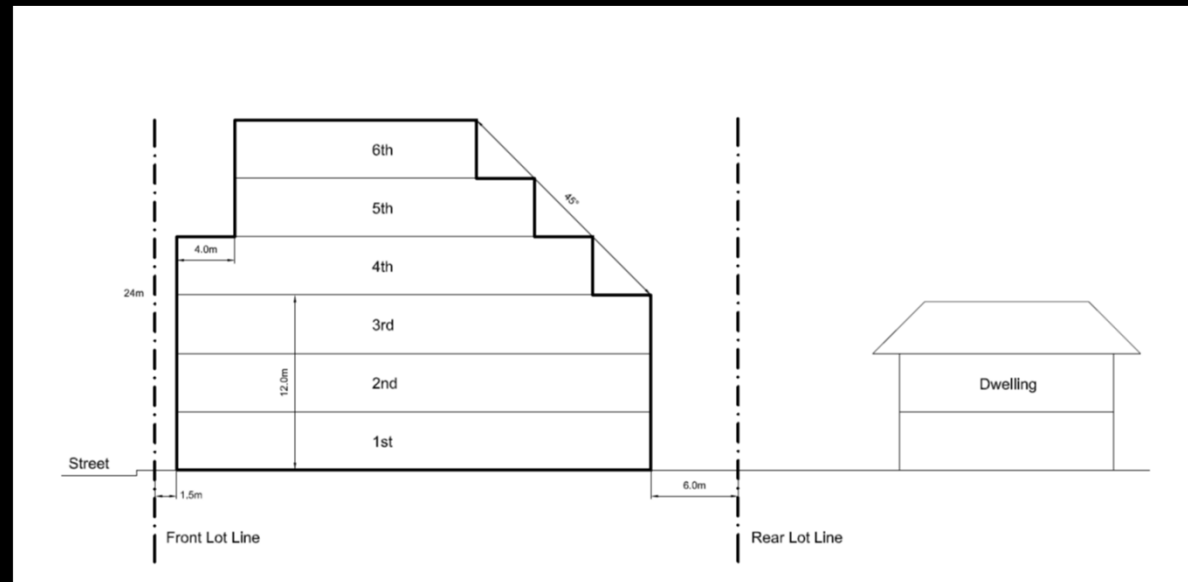 6th
5th
45°
4.0m
4th
24m
3rd
12.0m
2nd
Dwelling
1st
Street
1.5m
6.0m
Front Lot Line
Rear Lot Line